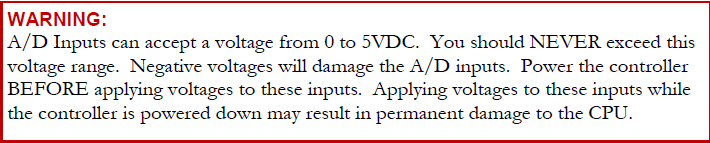 WARNING:
A/D Inputs can accept a voltage from 0 to 5VDC.  You should NEVER exceed this
voltage range.  Negative voltages will damage the A/D inputs.  Power the controller
BEFORE applying voltages to these inputs.  Applying voltages to these inputs while
the controller is powered down may result in permanent damage to the CPU.